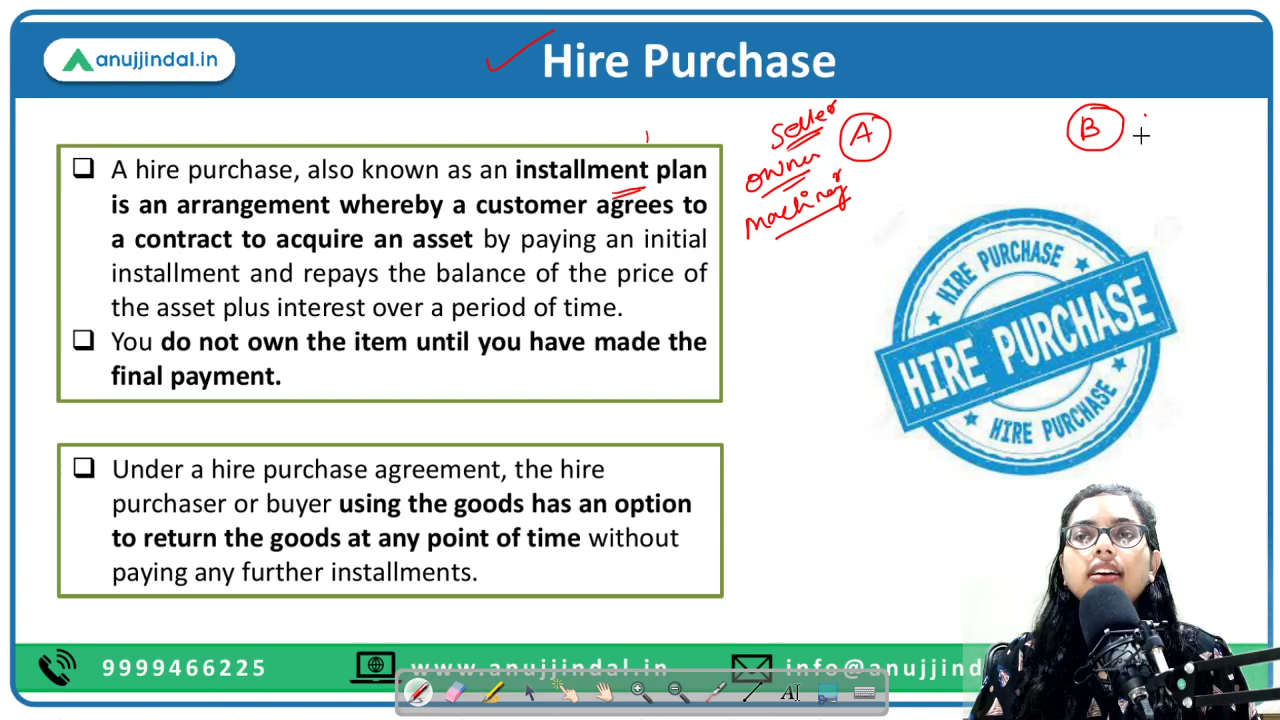 anujjindal.in
Hire Purchase
❑ A hire purchase, also known as an installment plan
is an arrangement whereby a customer agrees to
a contract to acquire an asset by paying an initial
installment and repays the balance of the price of
the asset plus interest over a period of time.
❑ You do not own the item until you have made the
final payment.
Seller A
owner
Machinery
B
HIRE PURCHASE
HIRE PURCHASE
HIRE PURCHASE
❑ Under a hire purchase agreement, the hire
purchaser or buyer using the goods has an option
to return the goods at any point of time without
paying any further installments.
9999466225 www.anujjindal.in info@anujjind
AI